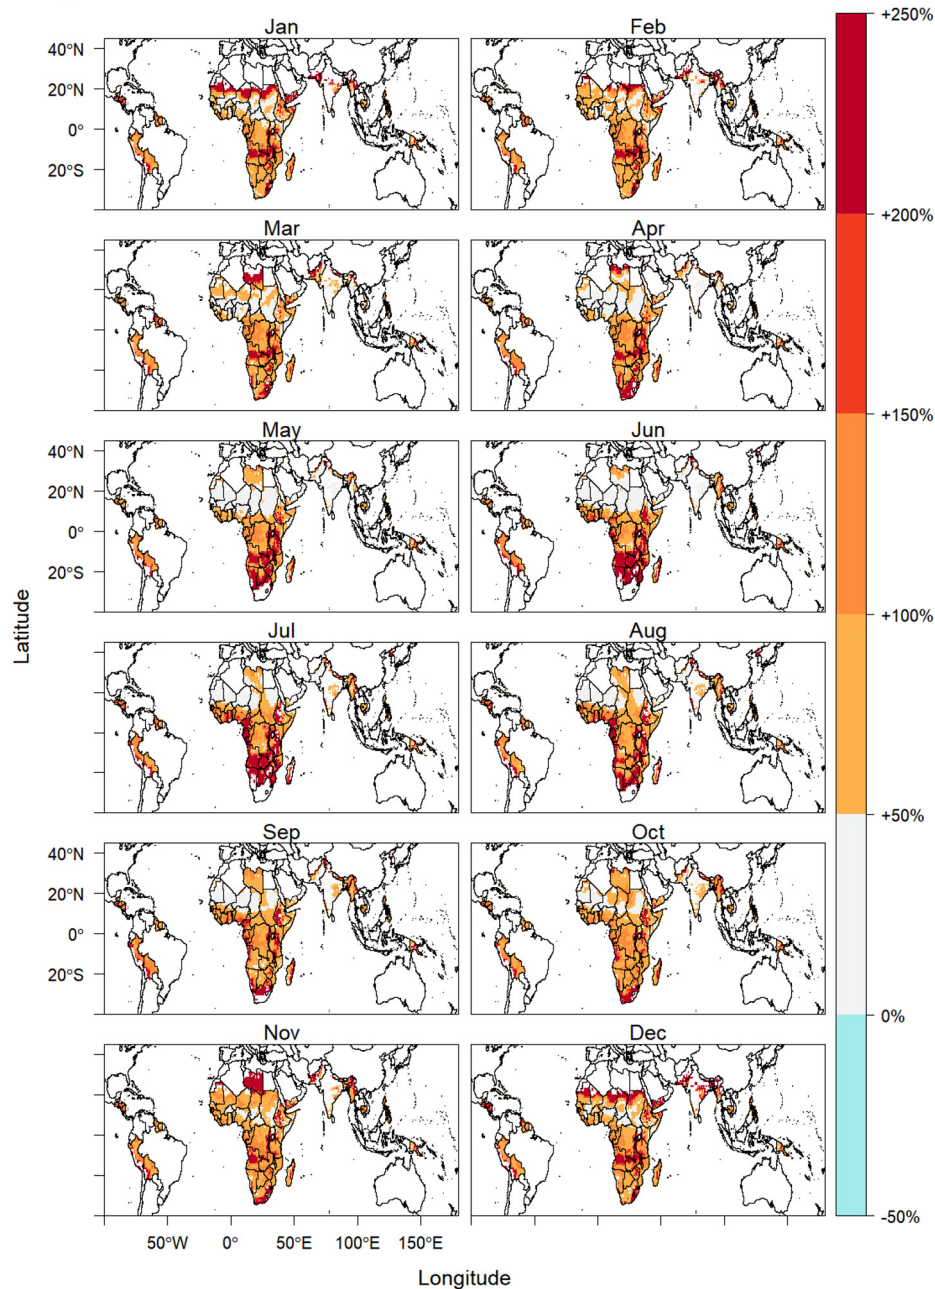 Jan
Feb
40°N
20°N
0°
20°S
Mar
Apr
May
Jun
40°N
20°N
0°
20°S
Jul
Aug
Sep
Oct
40°N
20°N
0°
20°S
Nov
Dec
50°W
0°
50°E
100°E
150°E
Longitude
Latitude
+250%
+200%
+150%
+100%
+50%
0%
-50%